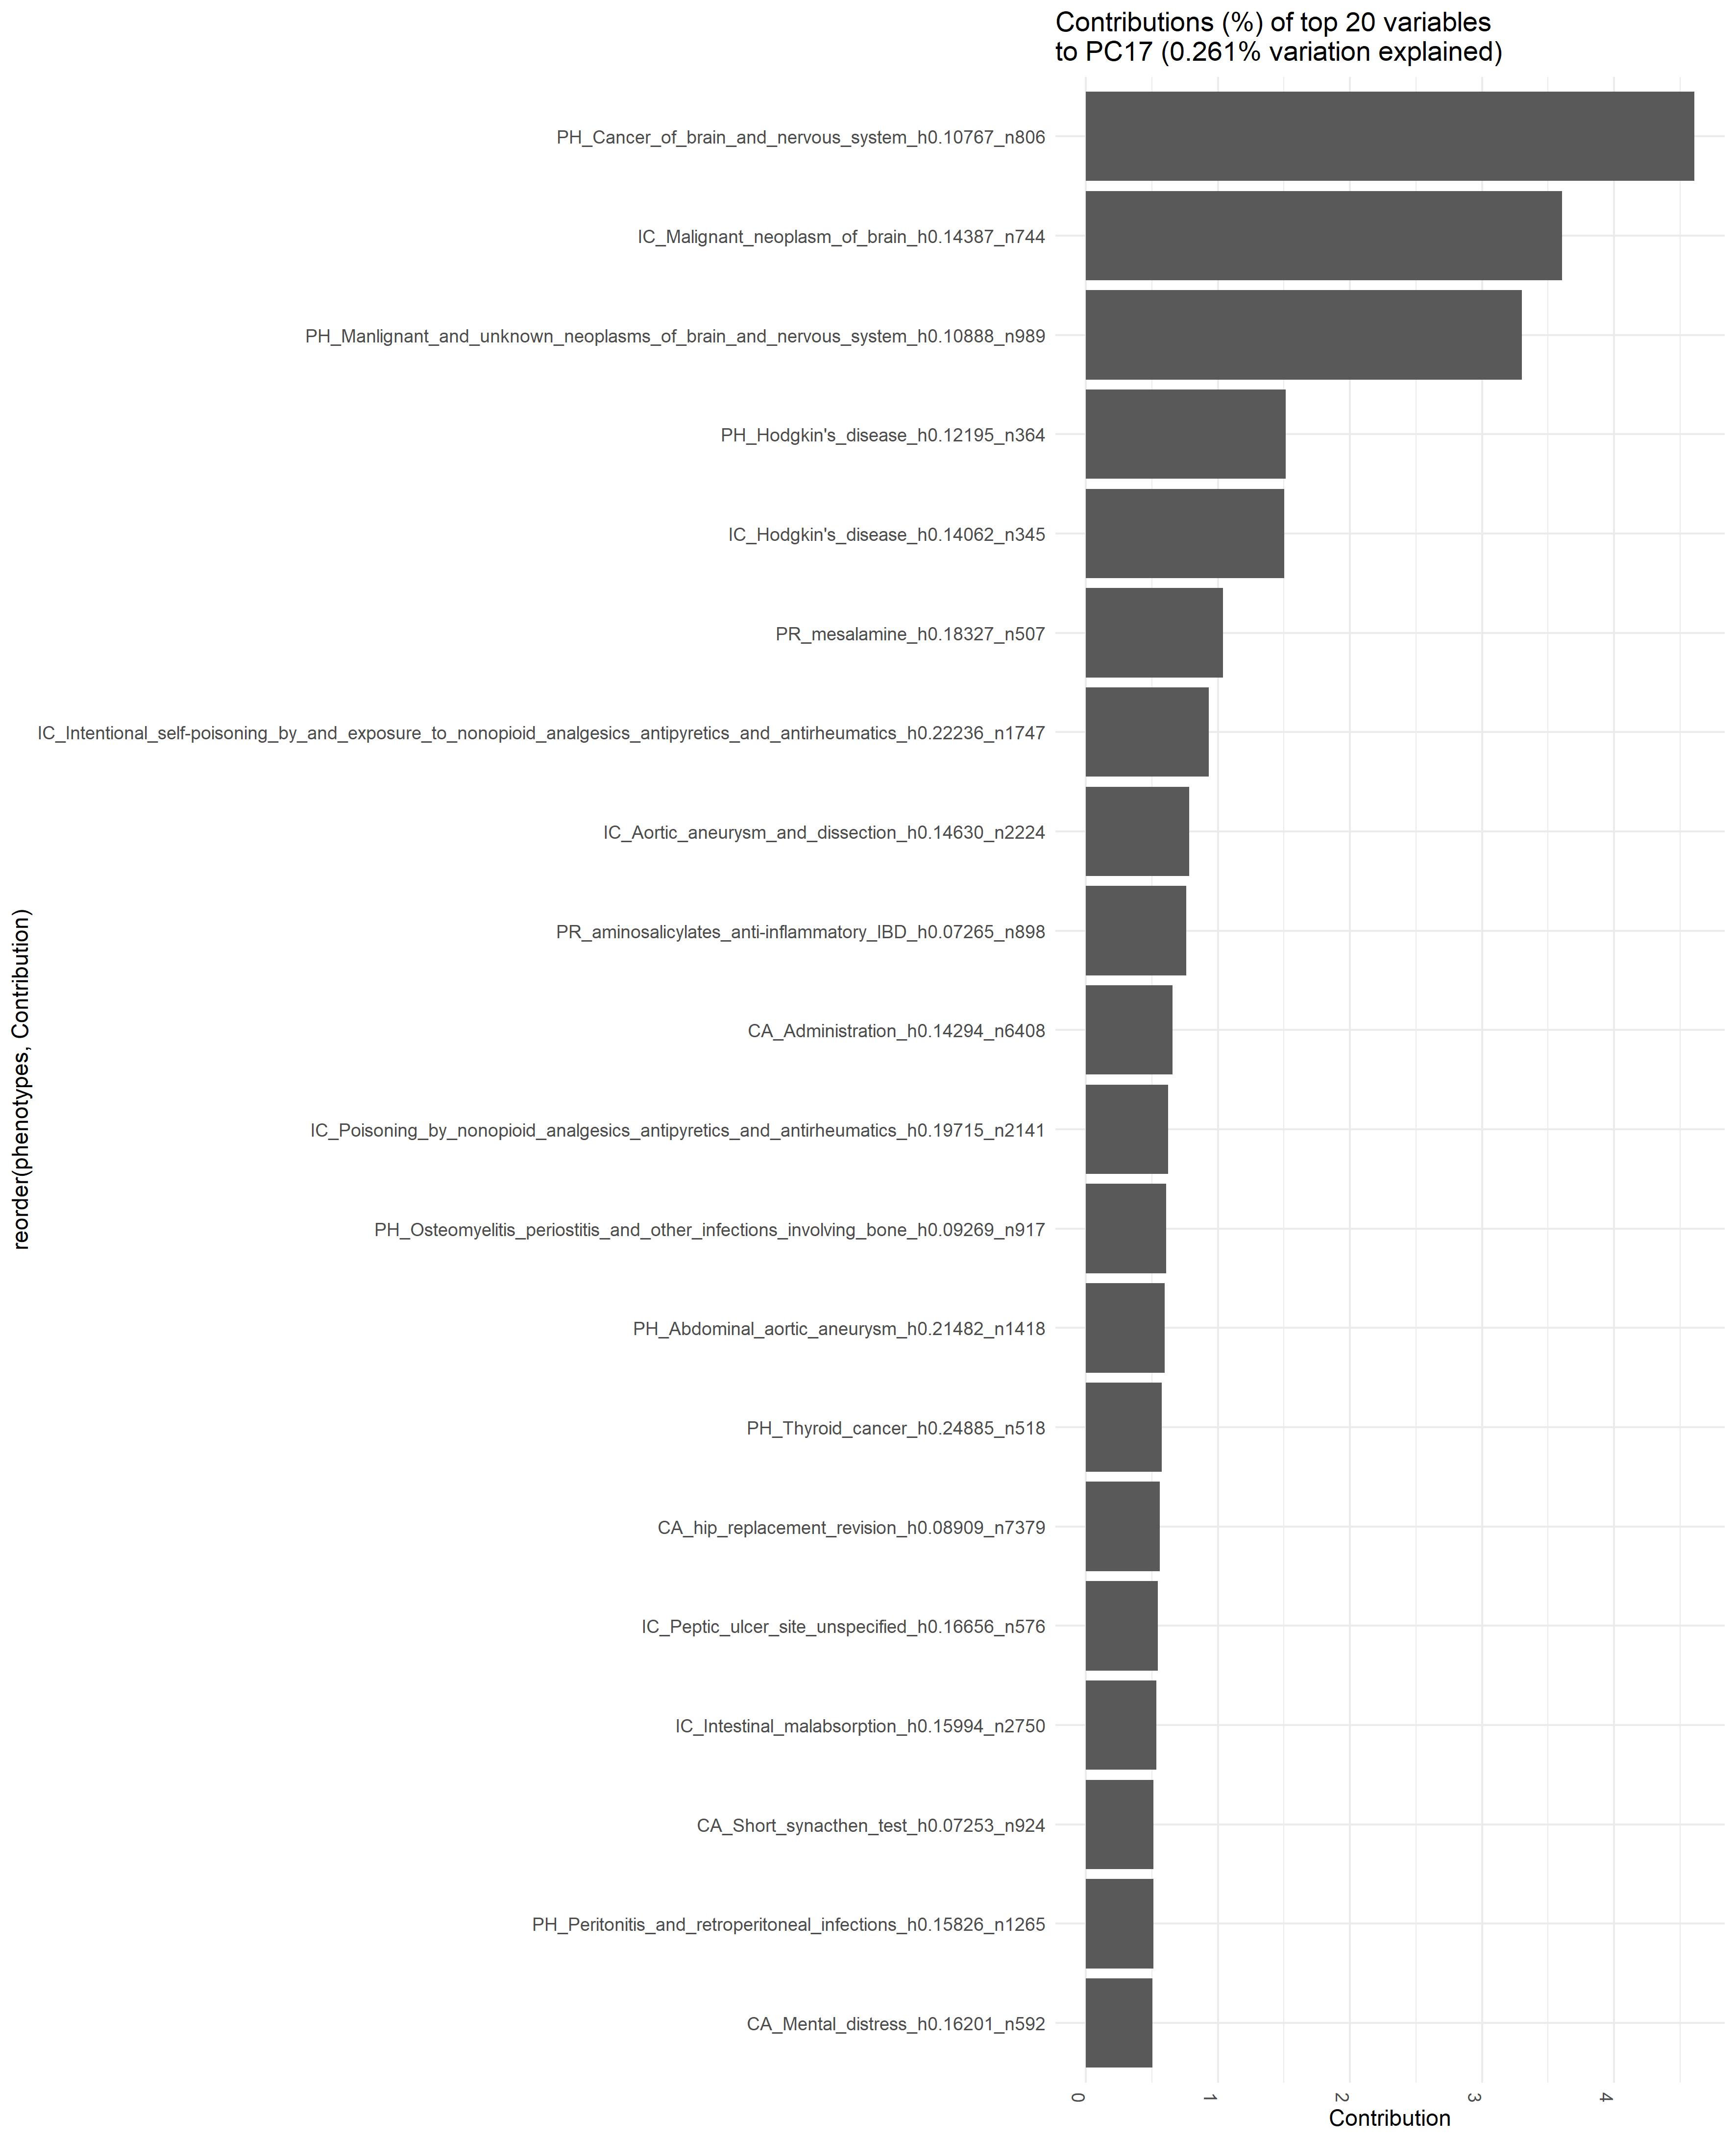 Contributions (%) of top 20 variables
to PC17 (0.261% variation explained)
PH_Cancer_of_brain_and_nervous_system_h0.10767_n806
IC_Malignant_neoplasm_of_brain_h0.14387_n744
PH_Manlignant_and_unknown_neoplasms_of_brain_and_nervous_system_h0.10888_n989
PH_Hodgkin's_disease_h0.12195_n364
IC_Hodgkin's_disease_h0.14062_n345
PR_mesalamine_h0.18327_n507
IC_Intentional_self-poisoning_by_and_exposure_to_nonopioid_analgesics_antipyretics_and_antirheumatics_h0.22236_n1747
IC_Aortic_aneurysm_and_dissection_h0.14630_n2224
PR_aminosalicylates_anti-inflammatory_IBD_h0.07265_n898
CA_Administration_h0.14294_n6408
IC_Poisoning_by_nonopioid_analgesics_antipyretics_and_antirheumatics_h0.19715_n2141
PH_Osteomyelitis_periostitis_and_other_infections_involving_bone_h0.09269_n917
PH_Abdominal_aortic_aneurysm_h0.21482_n1418
PH_Thyroid_cancer_h0.24885_n518
CA_hip_replacement_revision_h0.08909_n7379
IC_Peptic_ulcer_site_unspecified_h0.16656_n576
IC_Intestinal_malabsorption_h0.15994_n2750
CA_Short_synacthen_test_h0.07253_n924
PH_Peritonitis_and_retroperitoneal_infections_h0.15826_n1265
CA_Mental_distress_h0.16201_n592
reorder(phenotypes, Contribution)
0 1 2 3 4
Contribution